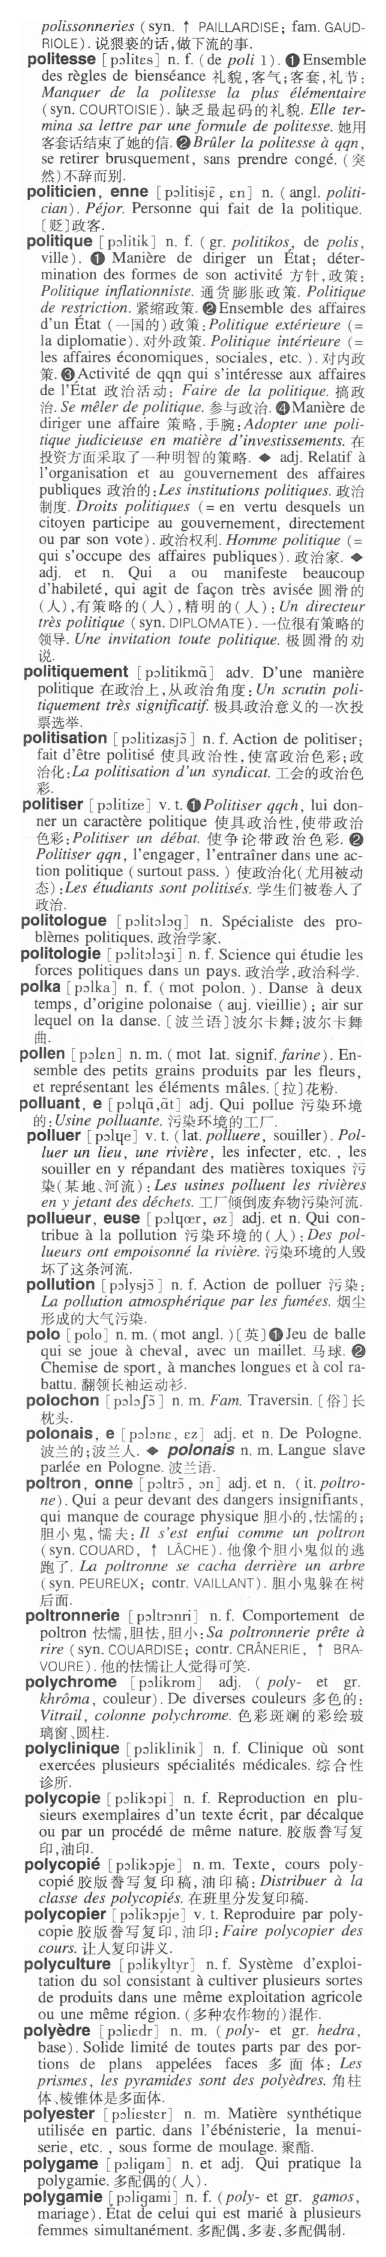 polissonneries (syn. ↑ PAILLARDISE; fam. GAUD-
RIOLE). 说猥亵的话,做下流的事.
politesse [pɔlitɛs] n. f. (de poli 1). ❶ Ensemble
des règles de bienséance 礼貌,客气;客套,礼节:
Manquer de la politesse la plus élémentaire
(syn. COURTOISIE). 缺乏最起码的礼貌. Elle ter-
mina sa lettre par une formule de politesse. 她用
客套话结束了她的信. ❷ Brûler la politesse à qqn,
se retirer brusquement, sans prendre congé. (突
然)不辞而别.
politicien, enne [pɔlitisjɛ̃, ɛn] n. (angl. politi-
cian). Péjor. Personne qui fait de la politique.
[贬]政客.
politique [pɔlitik] n. f. (gr. politikos, de polis,
ville). ❶ Manière de diriger un État; déter-
mination des formes de son activité 方针,政策:
Politique inflationniste. 通货膨胀政策. Politique
de restriction. 紧缩政策. ❷ Ensemble des affaires
d'un État (一国的)政策:Politique extérieure (=
la diplomatie). 对外政策. Politique intérieure (=
les affaires économiques, sociales, etc. ). 对内政
策. ❸ Activité de qqn qui s'intéresse aux affaires
de l'État 政治活动: Faire de la politique. 搞政
治. Se mêler de politique. 参与政治. ❹ Manière de
diriger une affaire 策略,手腕:Adopter une poli-
tique judicieuse en matière d'investissements. 在
投资方面采取了一种明智的策略. ◆ adj. Relatif à
l'organisation et au gouvernement des affaires
publiques 政治的:Les institutions politiques. 政治
制度. Droits politiques (= en vertu desquels un
citoyen participe au gouvernement, directement
ou par son vote). 政治权利. Homme politique (=
qui s'occupe des affaires publiques). 政治家. ◆
adj. et n. Qui a ou manifeste beaucoup
d'habileté, qui agit de façon très avisée 圆滑的
(人),有策略的(人),精明的(人): Un directeur
très politique (syn. DIPLOMATE). 一位很有策略的
领导. Une invitation toute politique. 极圆滑的劝
说.
politiquement [pɔlitikmɑ̃] adv. D'une manière
politique 在政治上,从政治角度:Un scrutin poli-
tiquement très significatif. 极具政治意义的一次投
票选举.
politisation [pɔlitizasjɔ̃] n. f. Action de politiser;
fait d'être politisé 使具政治性,使富政治色彩;政
治化:La politisation d'un syndicat. 工会的政治色
彩.
politiser [pɔlitize] v. t. ❶ Politiser qqch, lui don-
ner un caractère politique 使具政治性,使带政治
色彩:Politiser un débat. 使争论带政治色彩. ❷
Politiser qqn, l'engager, l'entraîner dans une ac-
tion politique (surtout pass. ) 使政治化(尤用被动
态):Les étudiants sont politisés. 学生们被卷入了
政治.
politologue [pɔlitɔlɔg] n. Spécialiste des pro-
blèmes politiques. 政治学家.
politologie [pɔlitɔlɔʒi] n. f. Science qui étudie les
forces politiques dans un pays. 政治学,政治科学.
polka [pɔlka] n. f. ( mot polon. ). Danse à deux
temps, d'origine polonaise ( auj. vieillie) ; air sur
lequel on la danse. [波兰语]波尔卡舞;波尔卡舞
曲.
pollen [pɔlɛn] n. m. ( mot lat. signif. farine). En-
semble des petits grains produits par les fleurs,
et représentant les éléments mâles. [拉]花粉.
polluant, e [pɔlɥɑ̃,ɑ̃t] adj. Qui pollue 污染环境
的:Usine polluante. 污染环境的工厂.
polluer [pɔlɥe] v. t. (lat. polluere, souiller). Pol-
luer un lieu, une rivière, les infecter, etc. , les
souiller en y répandant des matières toxiques 污
染(某地、河流): Les usines polluent les rivières
en y jetant des déchets. 工厂倾倒废弃物污染河流.
pollueur, euse [pɔlɥœr, øz] adj. et n. Qui con-
tribue à la pollution 污染环境的(人): Des pol-
lueurs ont empoisonné la rivière. 污染环境的人毁
坏了这条河流.
pollution [pɔlysjɔ̃] n. f. Action de polluer 污染:
La pollution atmosphérique par les fumées. 烟尘
形成的大气污染.
polo [polo] n. m. (mot angl. )[英]❶ Jeu de balle
qui se joue à cheval, avec un maillet. 马球. ❷
Chemise de sport, à manches longues et à col ra-
battu. 翻领长袖运动衫.
polochon [pɔlɔʃɔ̃] n. m. Fam. Traversin. [俗]长
枕头.
polonais, e [pɔlɔnɛ, ɛz] adj. et n. De Pologne.
波兰的;波兰人. ◆ polonais n. m. Langue slave
parlée en Pologne. 波兰语.
poltron, onne [pɔltrɔ̃, ɔn] adj. et n. (it. poltro-
ne). Qui a peur devant des dangers insignifiants,
qui manque de courage physique 胆小的,怯懦的;
胆小鬼,懦夫: Il s'est enfui comme un poltron
(syn. COUARD, ↑ LÂCHE). 他像个胆小鬼似的逃
跑了. La poltronne se cacha derrière un arbre
(syn. PEUREUX; contr. VAILLANT). 胆小鬼躲在树
后面.
poltronnerie [pɔltrɔnri] n. f. Comportement de
poltron 怯懦,胆怯,胆小:Sa poltronnerie prête à
rire (syn. COUARDISE; contr. CRÂNERIE, ↑ BRA-
VOURE). 他的怯懦让人觉得可笑.
polychrome [pɔlikrom] adj. ( poly- et gr.
khrôma, couleur). De diverses couleurs 多色的:
Vitrail, colonne polychrome. 色彩斑斓的彩绘玻
璃窗、圆柱.
polyclinique [pɔliklinik] n. f. Clinique où sont
exercées plusieurs spécialités médicales. 综合性
诊所.
polycopie [pɔlikɔpi] n. f. Reproduction en plu-
sieurs exemplaires d'un texte écrit, par décalque
ou par un procédé de même nature. 胶版誊写复
印,油印.
polycopié [pɔlikɔpje] n. m. Texte, cours poly-
copié 胶版誊写复印稿,油印稿: Distribuer à la
classe des polycopiés. 在班里分发复印稿.
polycopier [pɔlikɔpje] v. t. Reproduire par poly-
copie 胶版誊写复印,油印:Faire polycopier des
cours. 让人复印讲义.
polyculture [pɔlikyltyr] n. f. Système d'exploi-
tation du sol consistant à cultiver plusieurs sortes
de produits dans une même exploitation agricole
ou une même région. (多种农作物的)混作.
polyèdre [pɔliɛdr] n. m. ( poly- et gr. hedra,
base). Solide limité de toutes parts par des por-
tions de plans appelées faces 多面体: Les
prismes, les pyramides sont des polyèdres. 角柱
体、棱锥体是多面体.
polyester [pɔliɛstɛr] n. m. Matière synthétique
utilisée en partic. dans l'ébénisterie, la menui-
serie, etc. , sous forme de moulage. 聚酯.
polygame [pɔligam] n. et adj. Qui pratique la
polygamie. 多配偶的(人).
polygamie [pɔligami] n. f. (poly- et gr. gamos,
mariage). État de celui qui est marié à plusieurs
femmes simultanément. 多配偶,多妻,多配偶制.